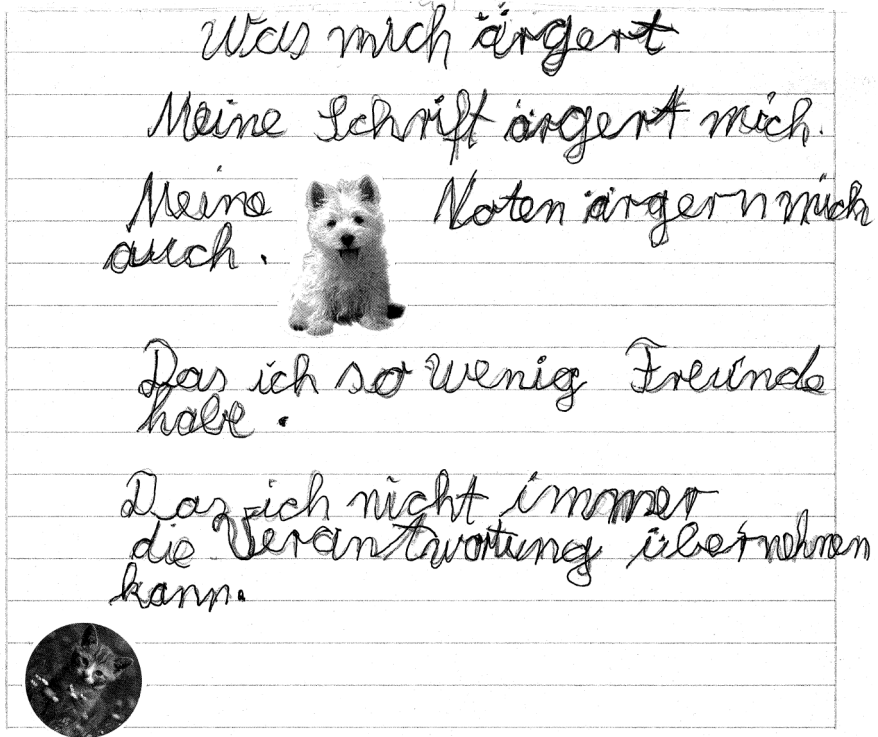 Was mich ärgert
Meine Schrift ärgert mich.
Meine Noten ärgern mich
auch.
Das ich so wenig Freunde
habe.
Das ich nicht immer
die Verantwortung übernehmen
kann.